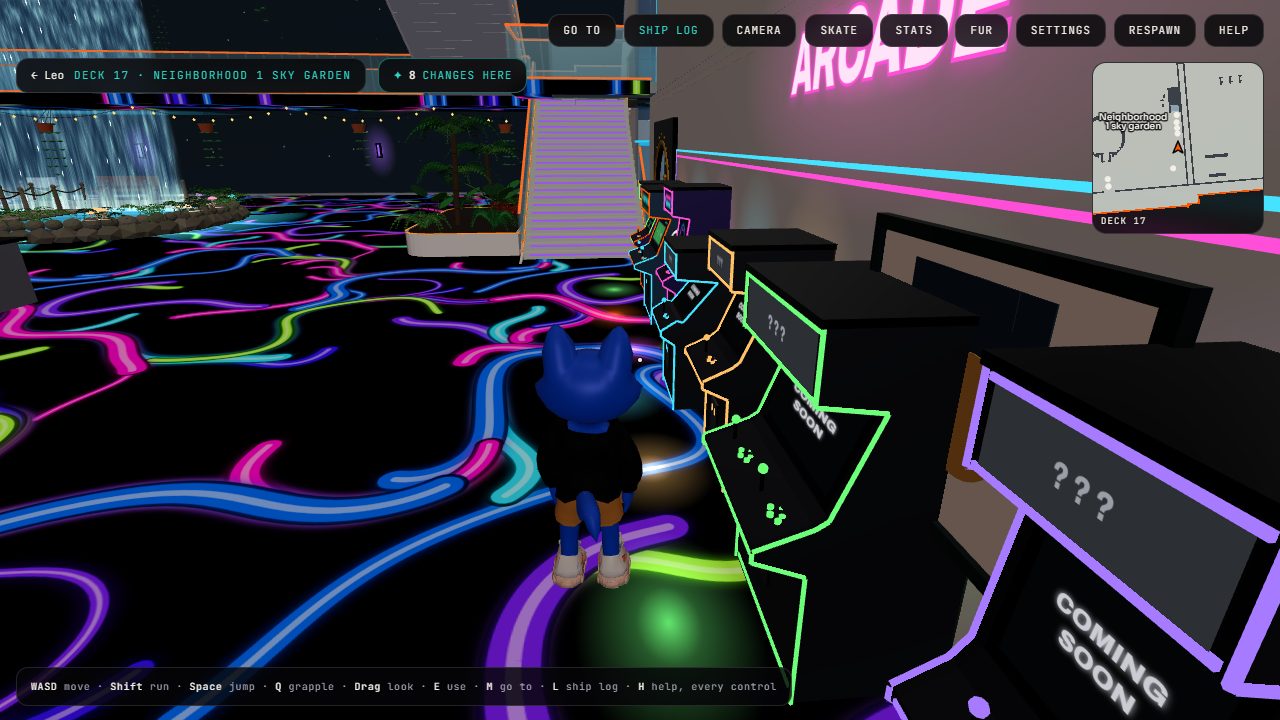 GO TO
SHIP LOG
CAMERA
SKATE
STATS
FUR
SETTINGS
RESPAWN
HELP
← Leo DECK 17 · NEIGHBORHOOD 1 SKY GARDEN
✦ 8 CHANGES HERE
ARCADE
Neighborhood
1 sky garden
DECK 17
???
COMING
SOON
???
COMING
SOON
WASD move · Shift run · Space jump · Q grapple · Drag look · E use · M go to · L ship log · H help, every control